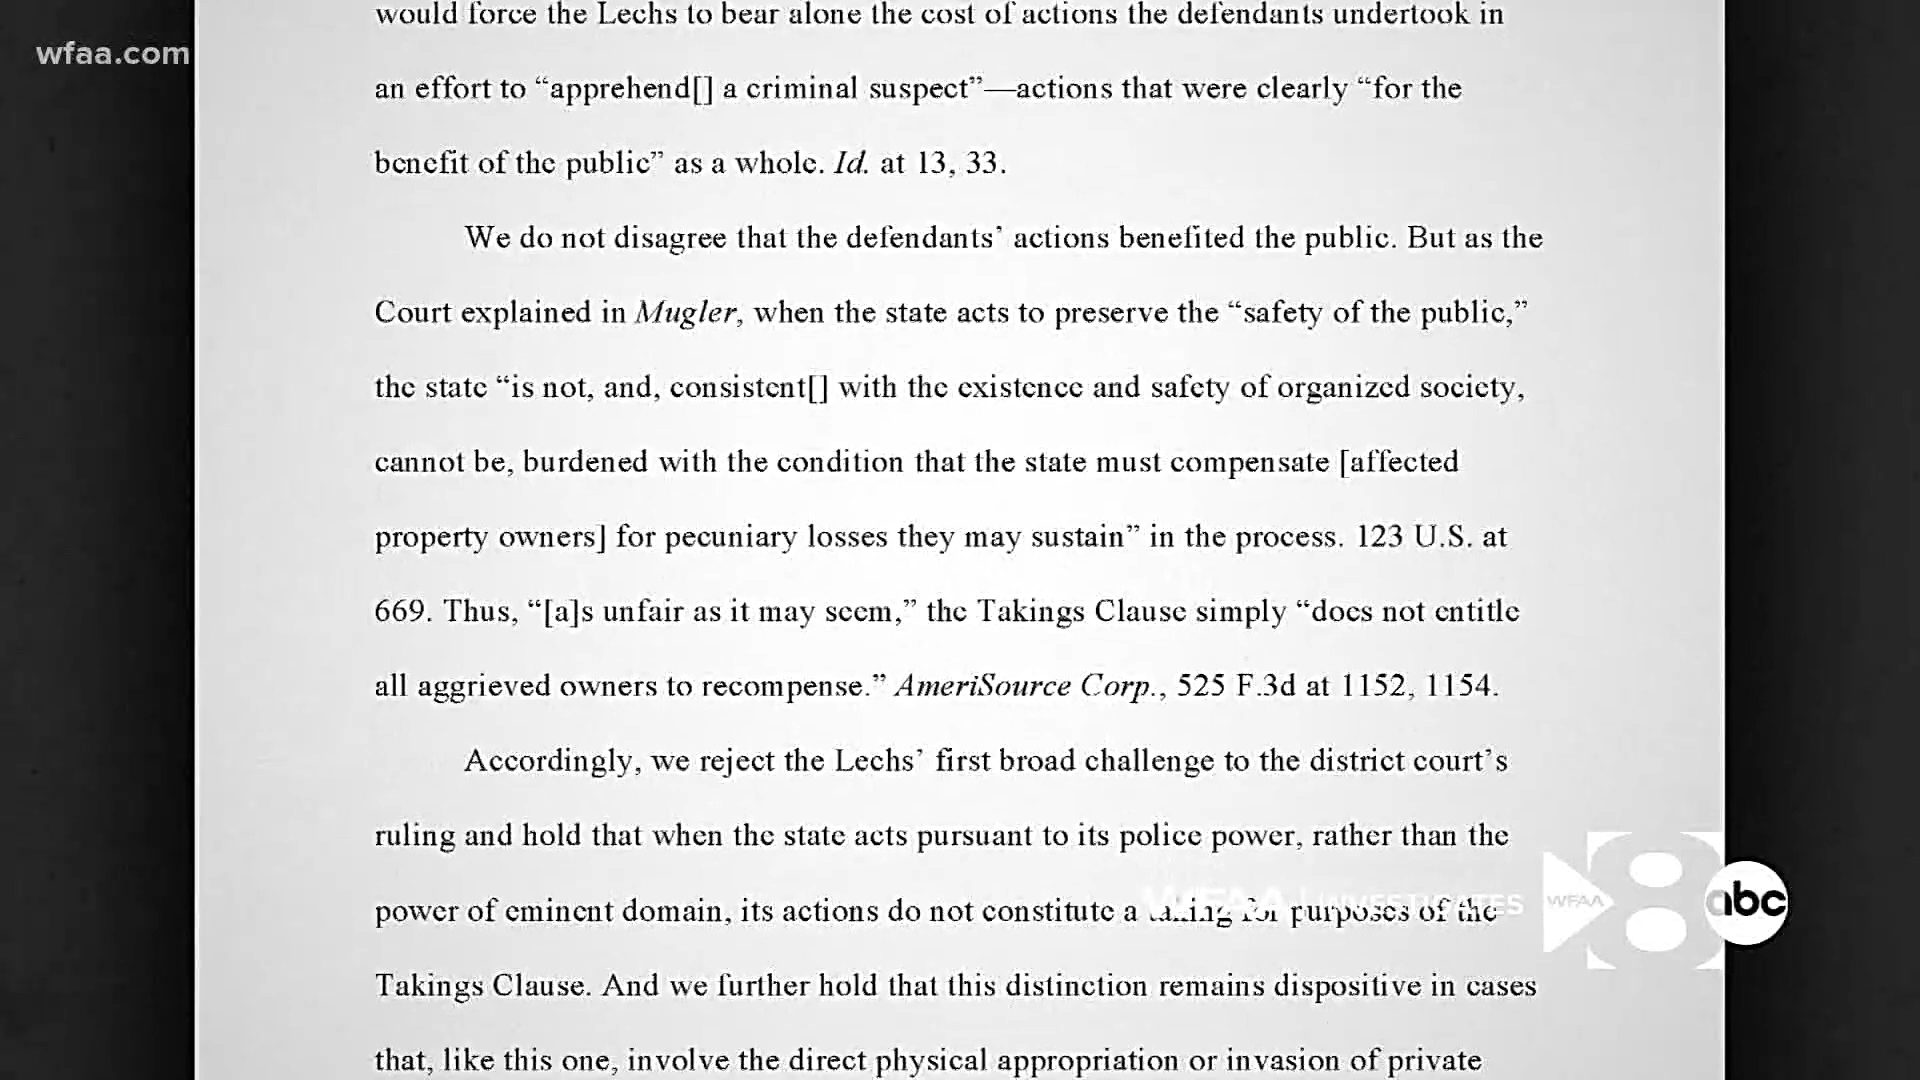 wfaa.com
would force the Lechs to bear alone the cost of actions the defendants undertook in
an effort to “apprehend[] a criminal suspect”—actions that were clearly “for the
benefit of the public” as a whole. Id. at 13, 33.
We do not disagree that the defendants’ actions benefited the public. But as the
Court explained in Mugler, when the state acts to preserve the “safety of the public,”
the state “is not, and, consistent[] with the existence and safety of organized society,
cannot be, burdened with the condition that the state must compensate [affected
property owners] for pecuniary losses they may sustain” in the process. 123 U.S. at
669. Thus, “[a]s unfair as it may seem,” the Takings Clause simply “does not entitle
all aggrieved owners to recompense.” AmeriSource Corp., 525 F.3d at 1152, 1154.
Accordingly, we reject the Lechs’ first broad challenge to the district court’s
ruling and hold that when the state acts pursuant to its police power, rather than the
power of eminent domain, its actions do not constitute a taking for purposes of the
Takings Clause. And we further hold that this distinction remains dispositive in cases
that, like this one, involve the direct physical appropriation or invasion of private
WFAA | INVESTIGATES
WFAA 8 abc